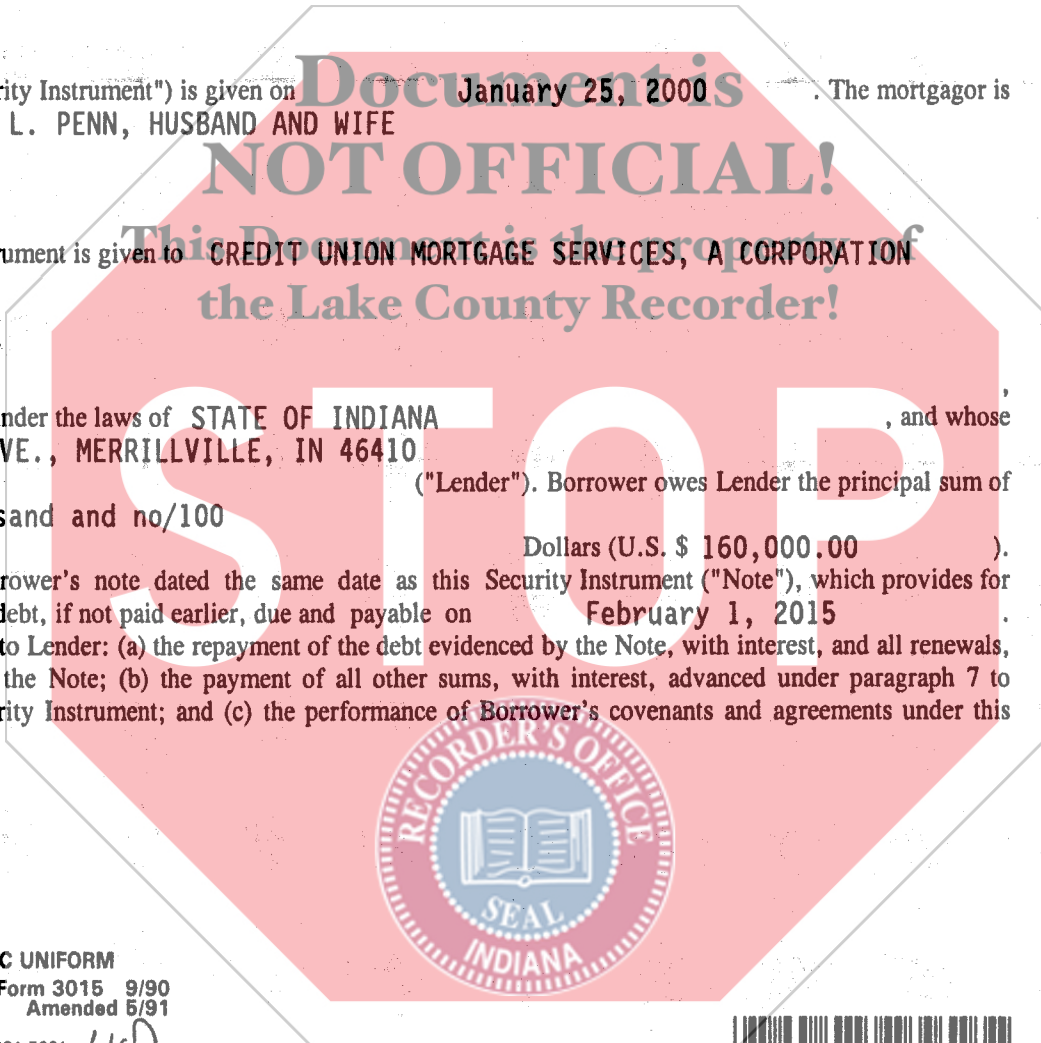 rity Instrument") is given on January 25, 2000 . The mortgagor is
L. PENN, HUSBAND AND WIFE
ument is given to CREDIT UNION MORTGAGE SERVICES, A CORPORATION
,
nder the laws of STATE OF INDIANA , and whose
VE., MERRILLVILLE, IN 46410
("Lender"). Borrower owes Lender the principal sum of
sand and no/100
Dollars (U.S. $ 160,000.00 ).
rower's note dated the same date as this Security Instrument ("Note"), which provides for
debt, if not paid earlier, due and payable on February 1, 2015 .
to Lender: (a) the repayment of the debt evidenced by the Note, with interest, and all renewals,
the Note; (b) the payment of all other sums, with interest, advanced under paragraph 7 to
rity Instrument; and (c) the performance of Borrower's covenants and agreements under this
C UNIFORM
Form 3015 9/90
Amended 5/91
Document is
NOT OFFICIAL!
This Document is the property of
the Lake County Recorder!
STOP
RECORDER'S OFFICE
SEAL
INDIANA